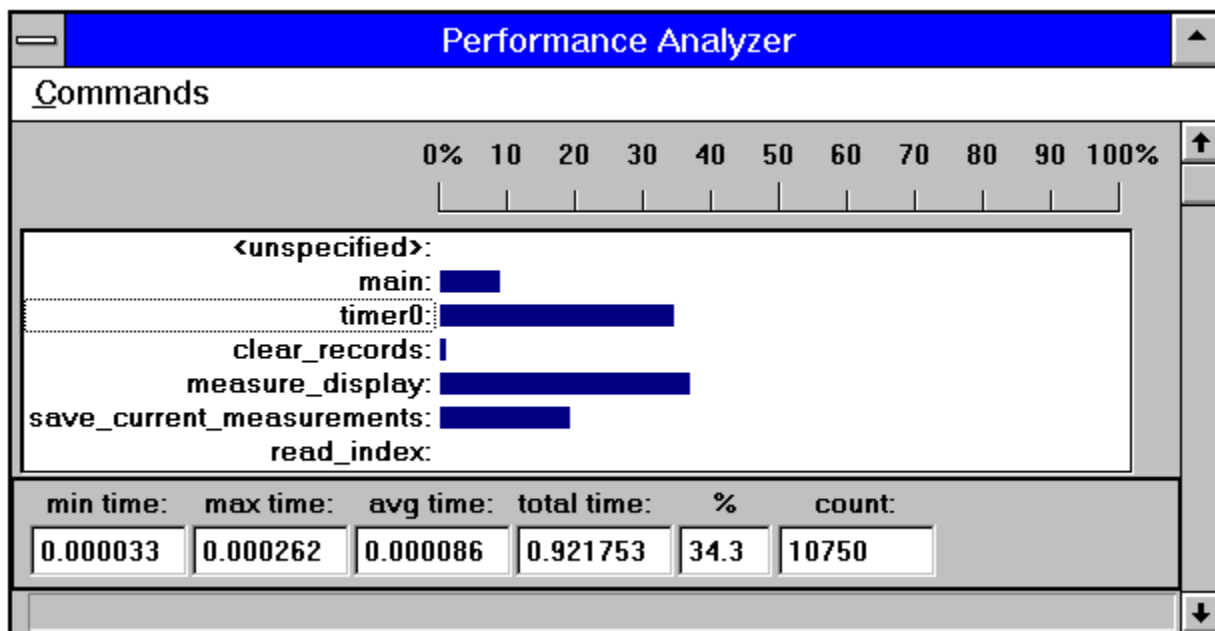 Performance Analyzer
Commands
0% 10 20 30 40 50 60 70 80 90 100%
<unspecified>:
main:
timer0:
clear_records:
measure_display:
save_current_measurements:
read_index:
min time: max time: avg time: total time: % count:
0.000033 0.000262 0.000086 0.921753 34.3 10750